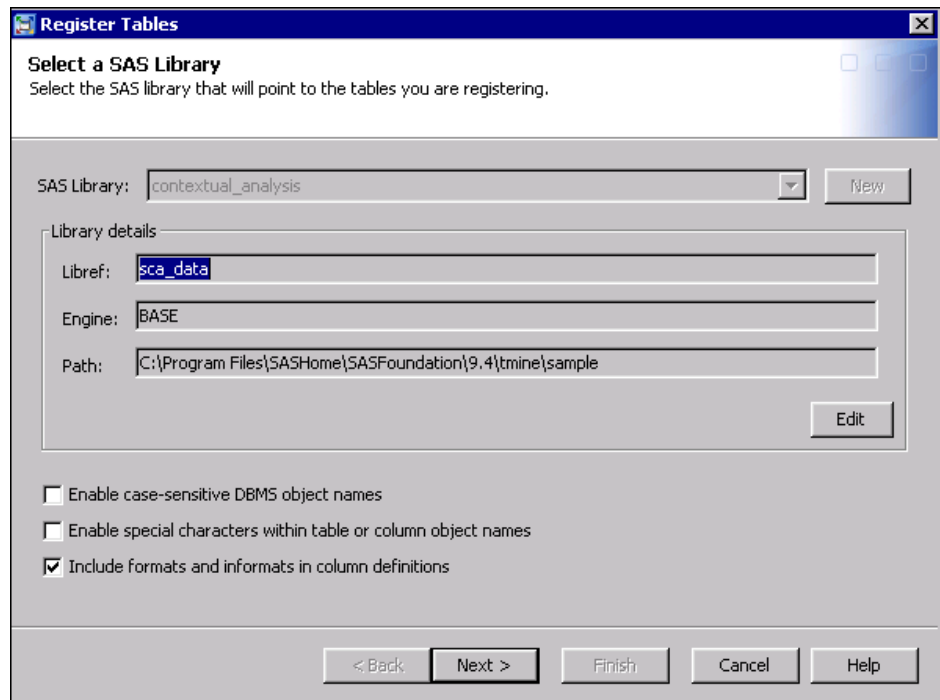 Register Tables
Select a SAS Library
Select the SAS library that will point to the tables you are registering.
SAS Library: contextual_analysis New
Library details
Libref: sca_data
Engine: BASE
Path: C:\Program Files\SASHome\SASFoundation\9.4\tmine\sample
Edit
Enable case-sensitive DBMS object names
Enable special characters within table or column object names
Include formats and informats in column definitions
< Back Next > Finish Cancel Help